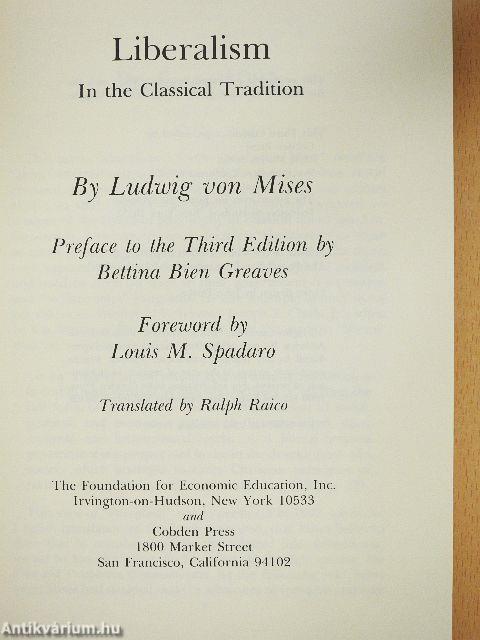 Liberalism
In the Classical Tradition
By Ludwig von Mises
Preface to the Third Edition by
Bettina Bien Greaves
Foreword by
Louis M. Spadaro
Translated by Ralph Raico
The Foundation for Economic Education, Inc.
Irvington-on-Hudson, New York 10533
and
Cobden Press
1800 Market Street
San Francisco, California 94102
Antikvárium.hu